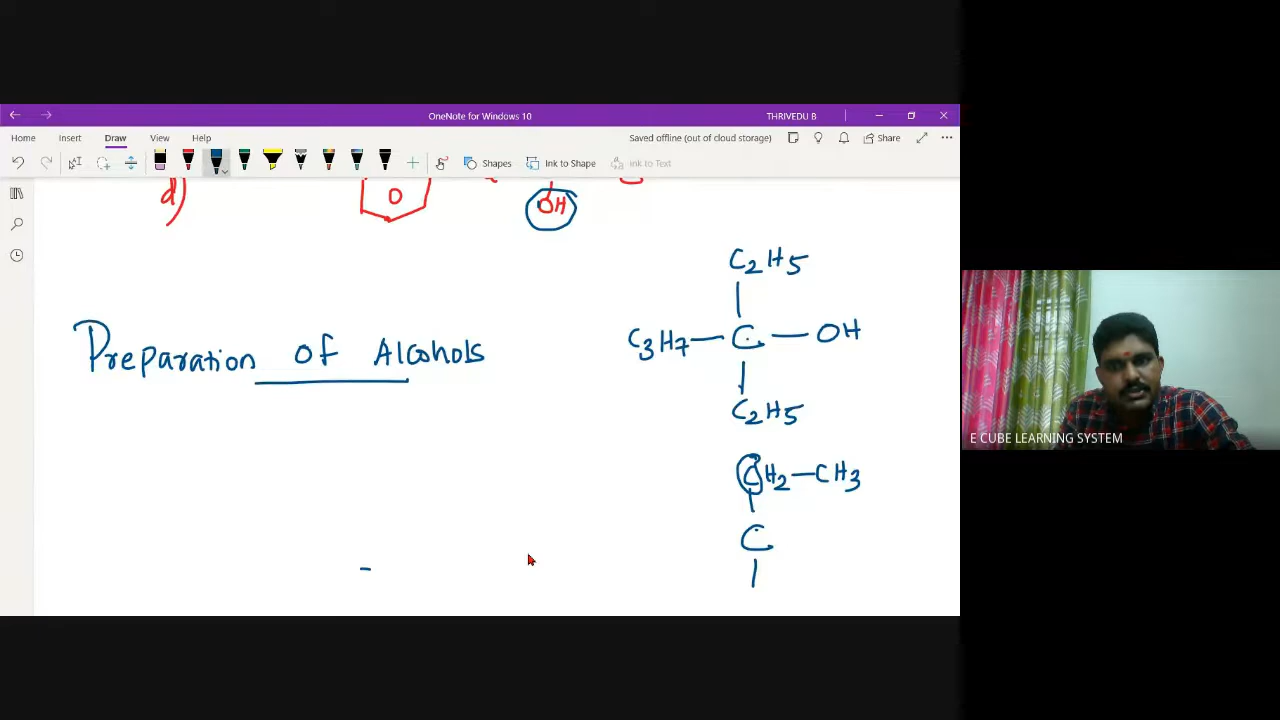 OneNote for Windows 10
THRIVEDU B
Home Insert Draw View Help
Saved offline (out of cloud storage)
Share
Shapes
Ink to Shape
Ink to Text
d)
O
OH
C2H5
Preparation of Alcohols
C3H7—C—OH
C2H5
CH2—CH3
C
E CUBE LEARNING SYSTEM